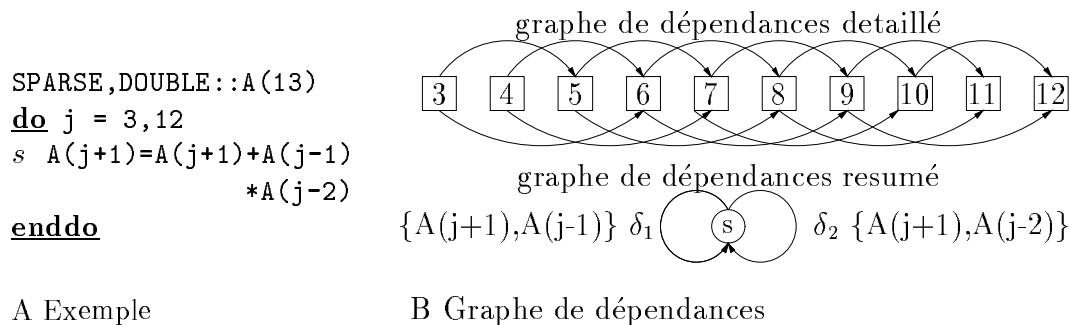 graphe de dépendances detaillé
SPARSE,DOUBLE::A(13)
do j = 3,12
s A(j+1)=A(j+1)+A(j-1)
*A(j-2)
enddo
3 4 5 6 7 8 9 10 11 12
graphe de dépendances resumé
{A(j+1),A(j-1)} δ1 s δ2 {A(j+1),A(j-2)}
A Exemple
B Graphe de dépendances